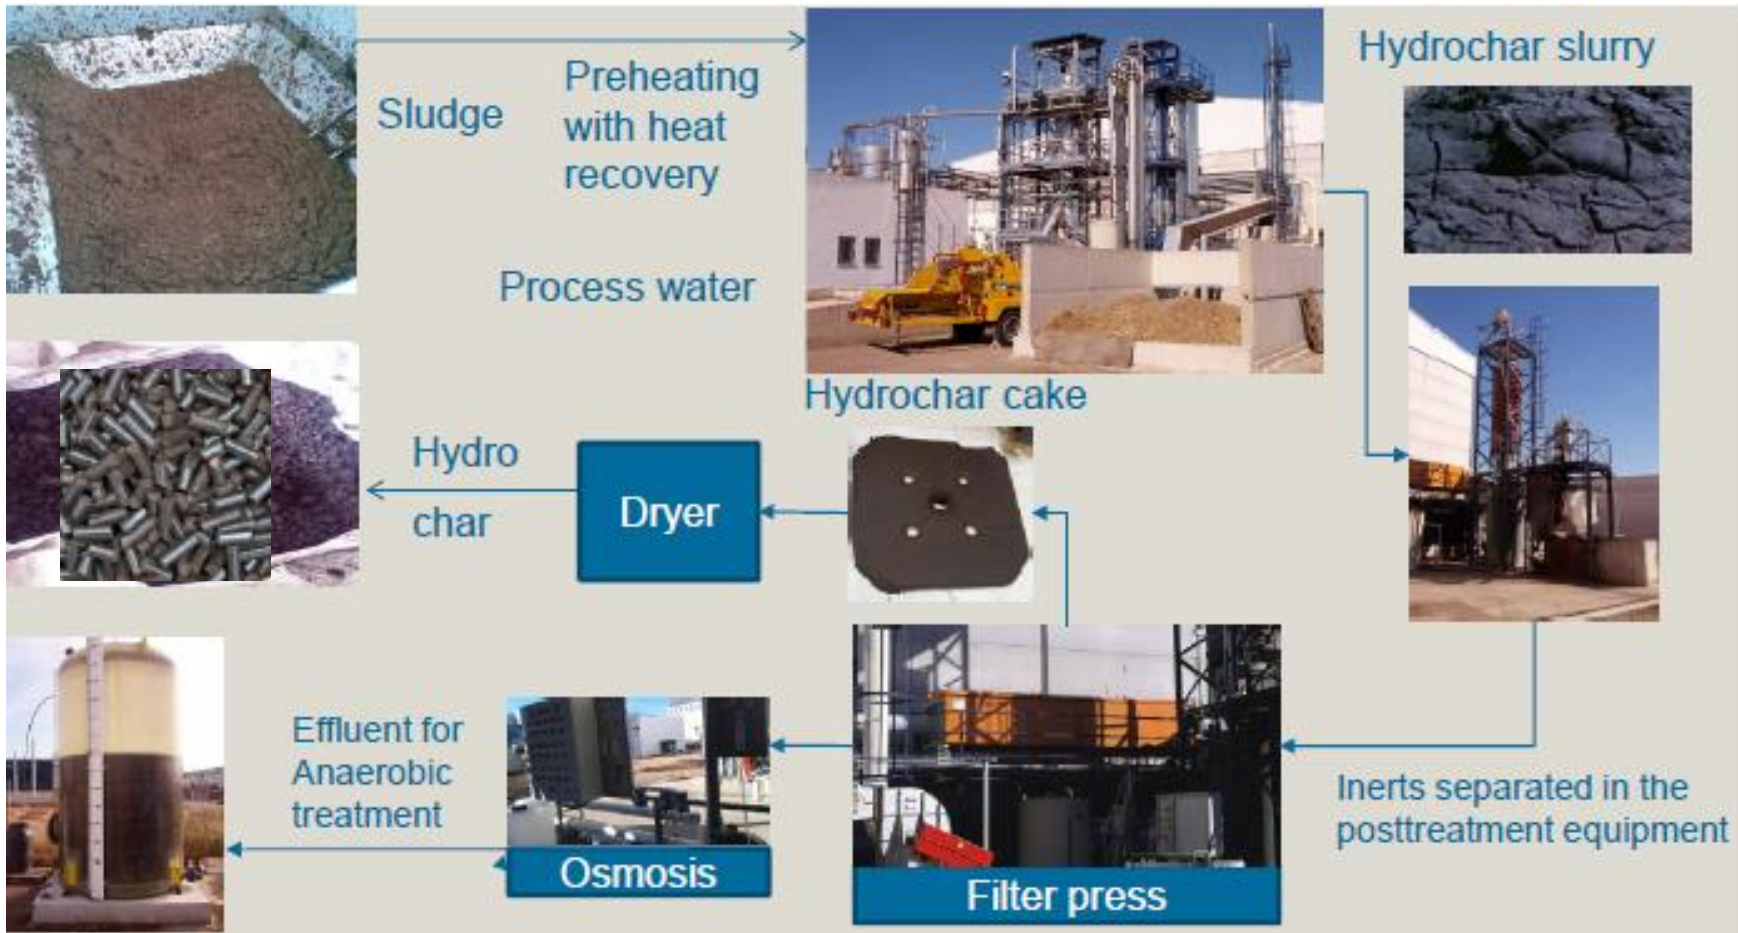 Sludge
Preheating
with heat
recovery
Hydrochar slurry
Process water
Hydrochar cake
Hydro
char
Dryer
Effluent for
Anaerobic
treatment
Osmosis
Filter press
Inerts separated in the
posttreatment equipment